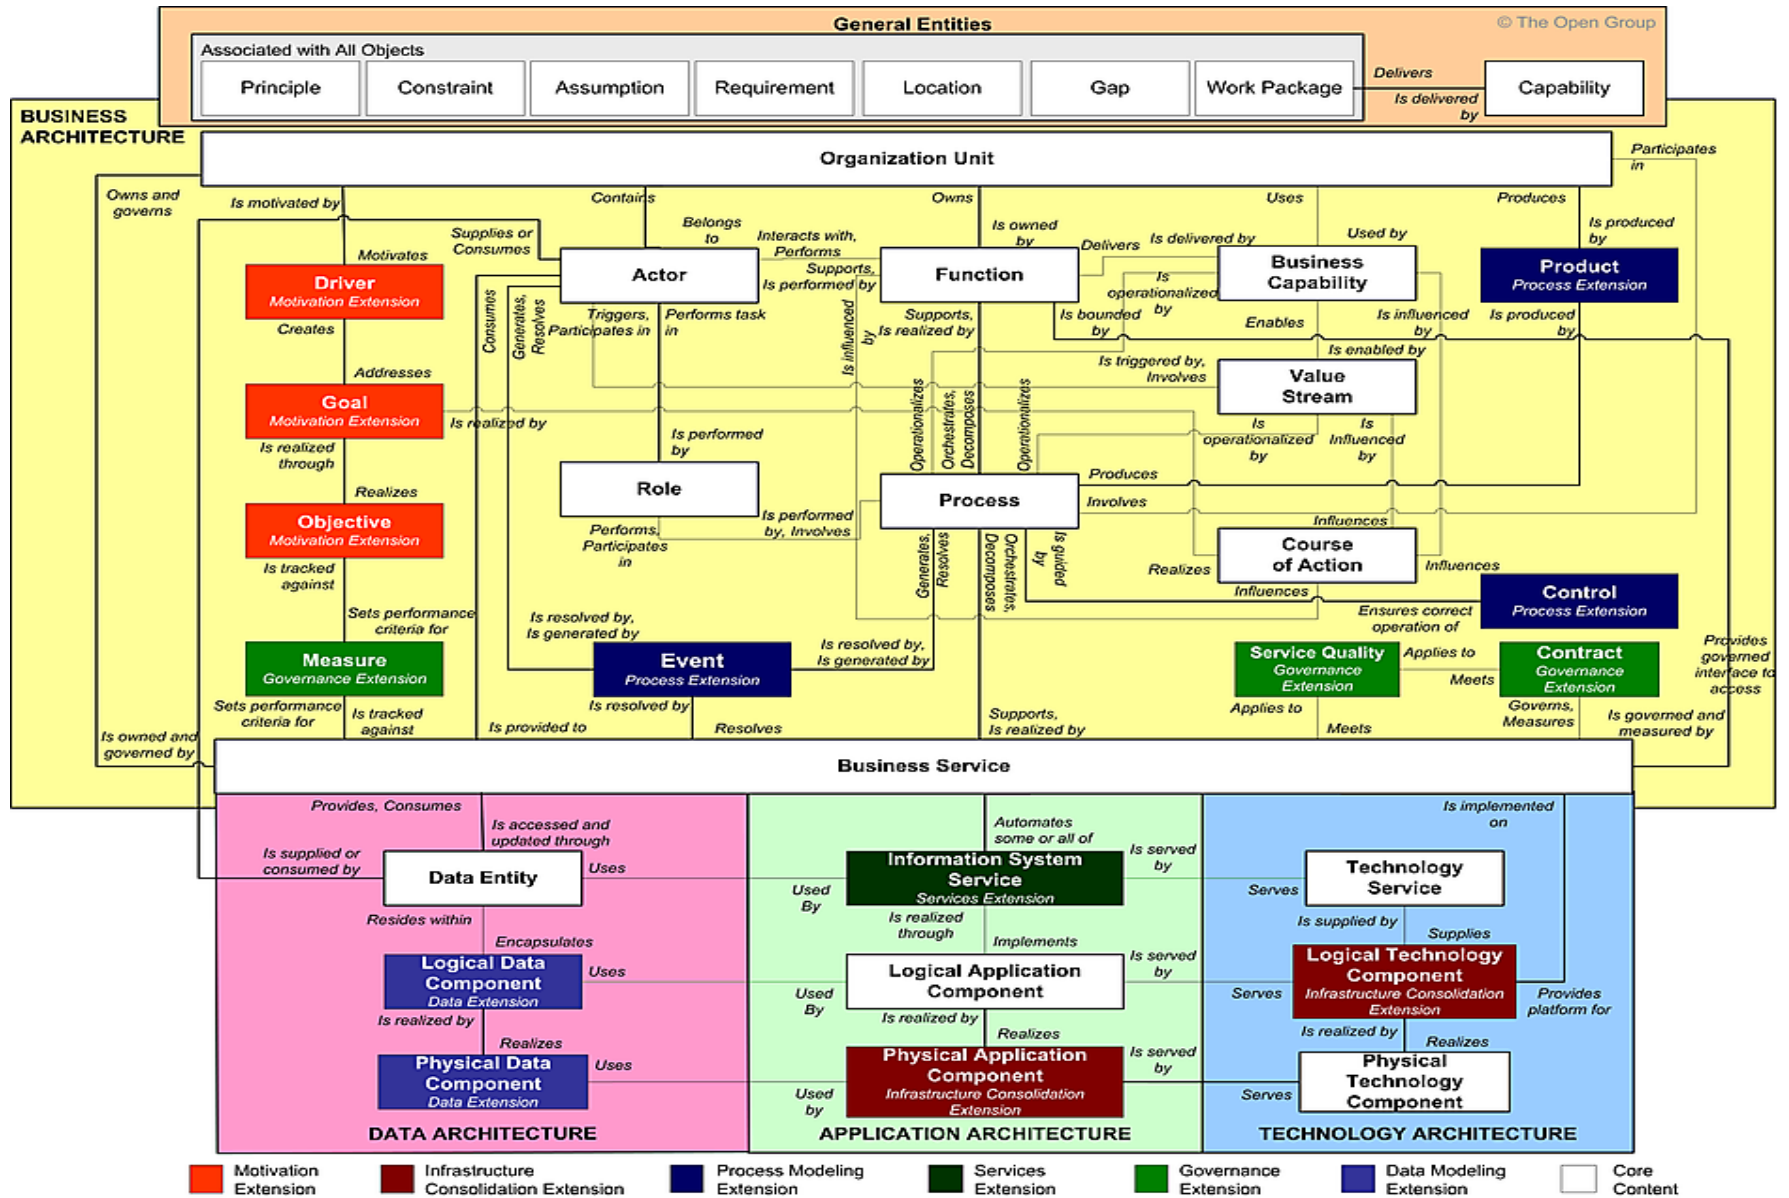 General Entities
© The Open Group
Associated with All Objects
Principle
Constraint
Assumption
Requirement
Location
Gap
Work Package
Delivers
Is delivered
by
Capability
BUSINESS
ARCHITECTURE
Organization Unit
Participates
in
Owns and
governs
Is motivated by
Contains
Owns
Uses
Produces
Supplies or
Consumes
Belongs
to
Interacts with,
Performs
Is owned
by
Delivers
Is delivered by
Used by
Is produced
by
Motivates
Driver
Motivation Extension
Creates
Actor
Supports,
Is performed by
Function
Business
Capability
Product
Process Extension
Is
operationalized
by
Consumes
Generates,
Resolves
Triggers,
Participates in
Performs task
in
Is influenced
by
Supports,
Is realized by
Is bounded
by
Enables
Is influenced
by
Is produced
by
Is enabled by
Is triggered by,
Involves
Value
Stream
Addresses
Goal
Motivation Extension
Is realized by
Is realized
through
Operationalizes
Orchestrates,
Decomposes
Operationalizes
Is
operationalized
by
Is
Influenced
by
Is performed
by
Role
Process
Produces
Involves
Realizes
Objective
Motivation Extension
Is tracked
against
Performs,
Participates
in
Is performed
by, Involves
Influences
Course
of Action
Realizes
Influences
Influences
Generates,
Resolves
Decomposes
Orchestrates,
Is guided
by
Control
Process Extension
Ensures correct
operation of
Sets performance
criteria for
Is resolved by,
Is generated by
Is resolved by,
Is generated by
Measure
Governance Extension
Event
Process Extension
Service Quality
Governance
Extension
Applies to
Meets
Contract
Governance
Extension
Provides
governed
interface to
access
Sets performance
criteria for
Is tracked
against
Is resolved by
Is provided to
Resolves
Supports,
Is realized by
Applies to
Meets
Governs,
Measures
Is governed and
measured by
Is owned and
governed by
Business Service
Provides, Consumes
Is accessed and
updated through
Automates
some or all of
Is implemented
on
Is supplied or
consumed by
Data Entity
Uses
Used
By
Information System
Service
Services Extension
Is served
by
Serves
Technology
Service
Resides within
Encapsulates
Is realized
through
Implements
Is supplied by
Supplies
Logical Data
Component
Data Extension
Uses
Used
By
Logical Application
Component
Is served
by
Serves
Logical Technology
Component
Infrastructure Consolidation
Extension
Provides
platform for
Is realized by
Realizes
Is realized by
Realizes
Is realized by
Realizes
Physical Data
Component
Data Extension
Uses
Used
by
Physical Application
Component
Infrastructure Consolidation
Extension
Is served
by
Serves
Physical
Technology
Component
DATA ARCHITECTURE
APPLICATION ARCHITECTURE
TECHNOLOGY ARCHITECTURE
Motivation
Extension
Infrastructure
Consolidation Extension
Process Modeling
Extension
Services
Extension
Governance
Extension
Data Modeling
Extension
Core
Content